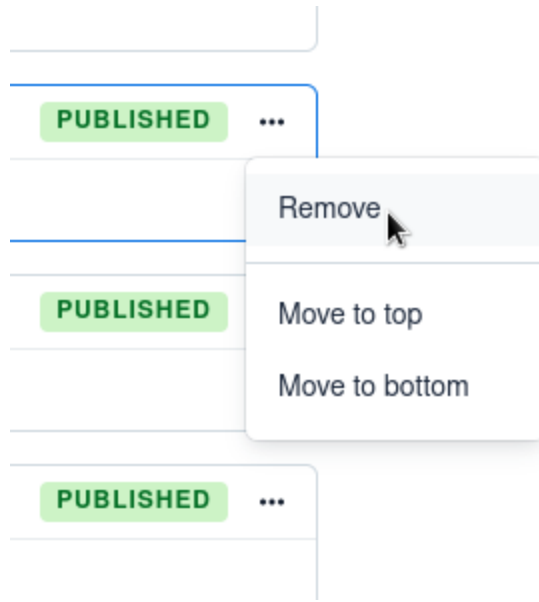 PUBLISHED
Remove
PUBLISHED
Move to top
Move to bottom
PUBLISHED